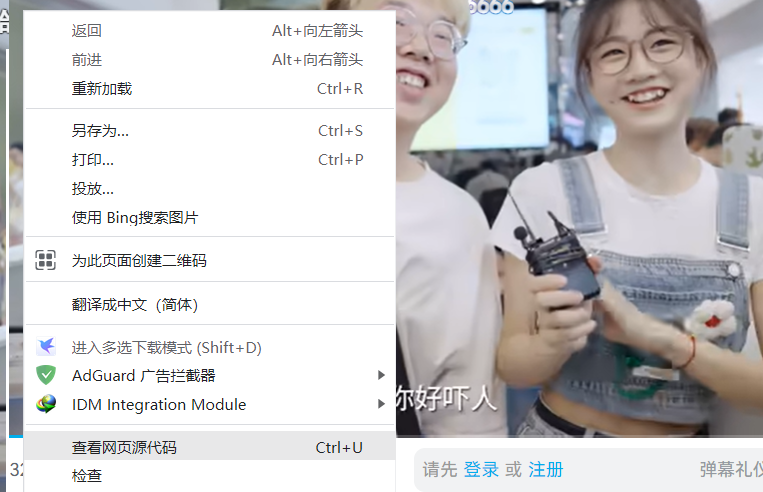 6666
返回 Alt+向左箭头
前进 Alt+向右箭头
重新加载 Ctrl+R
另存为... Ctrl+S
打印... Ctrl+P
投放...
使用 Bing搜索图片
为此页面创建二维码
翻译成中文（简体）
进入多选下载模式 (Shift+D)
AdGuard 广告拦截器
IDM Integration Module
你好吓人
查看网页源代码 Ctrl+U
检查
32
请先 登录 或 注册
弹幕礼仪